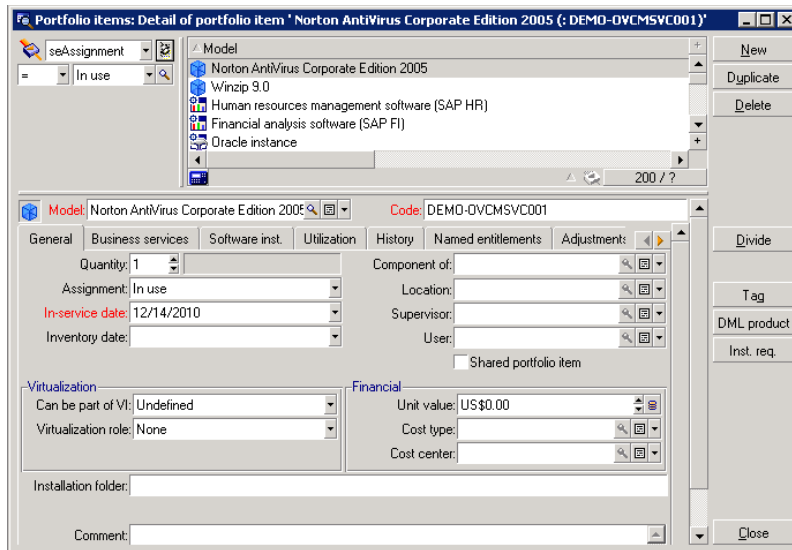 Portfolio items: Detail of portfolio item ' Norton AntiVirus Corporate Edition 2005 (: DEMO-OVCMSVC001)'
seAssignment
= In use
Model
Norton AntiVirus Corporate Edition 2005
Winzip 9.0
Human resources management software (SAP HR)
Financial analysis software (SAP FI)
Oracle instance
200 / ?
New
Duplicate
Delete
Model: Norton AntiVirus Corporate Edition 2005 Code: DEMO-OVCMSVC001
General Business services Software inst. Utilization History Named entitlements Adjustments
Quantity: 1 Component of:
Assignment: In use Location:
In-service date: 12/14/2010 Supervisor:
Inventory date: User:
Shared portfolio item
Virtualization Financial
Can be part of VI: Undefined Unit value: US$0.00
Virtualization role: None Cost type:
Cost center:
Installation folder:
Comment:
Divide
Tag
DML product
Inst. req.
Close